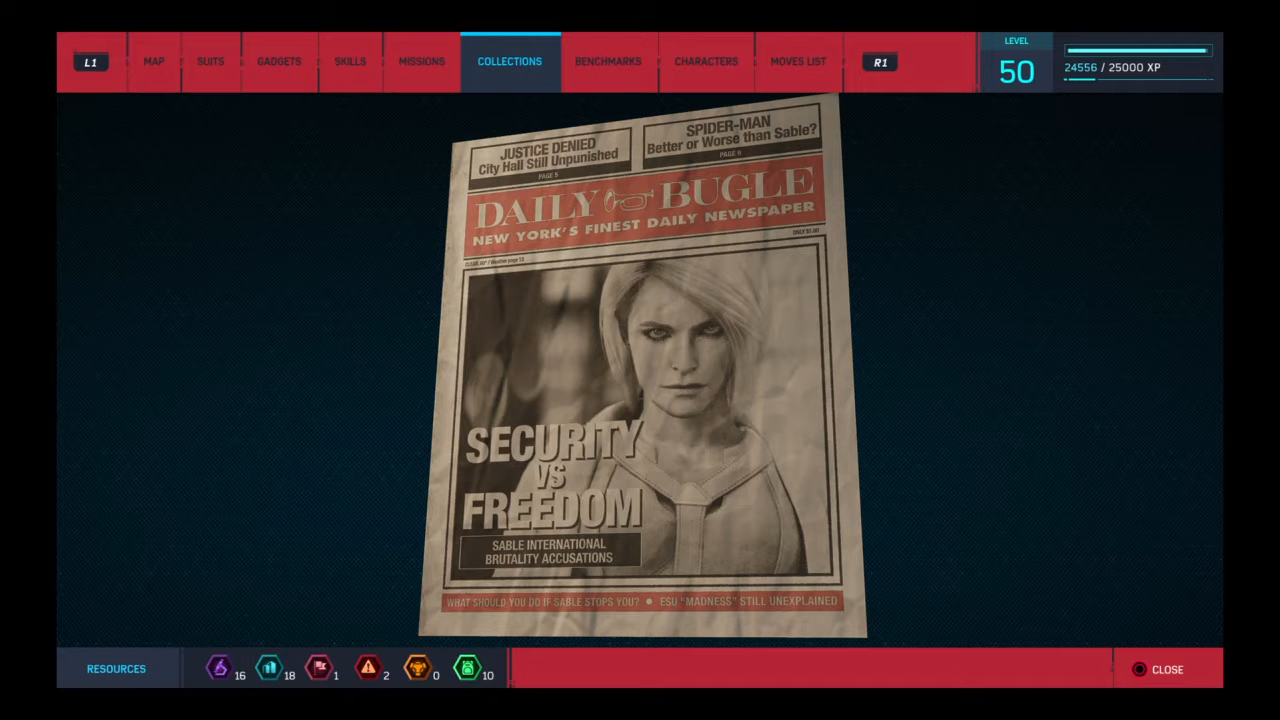 L1
MAP
SUITS
GADGETS
SKILLS
MISSIONS
COLLECTIONS
BENCHMARKS
CHARACTERS
MOVES LIST
R1
LEVEL
50
24556 / 25000 XP
JUSTICE DENIED
City Hall Still Unpunished
PAGE 5
SPIDER-MAN
Better or Worse than Sable?
PAGE 6
DAILY BUGLE
NEW YORK'S FINEST DAILY NEWSPAPER
SECURITY
VS
FREEDOM
SABLE INTERNATIONAL
BRUTALITY ACCUSATIONS
WHAT SHOULD YOU DO IF SABLE STOPS YOU? • ESU "MADNESS" STILL UNEXPLAINED
RESOURCES
16
18
1
2
0
10
CLOSE